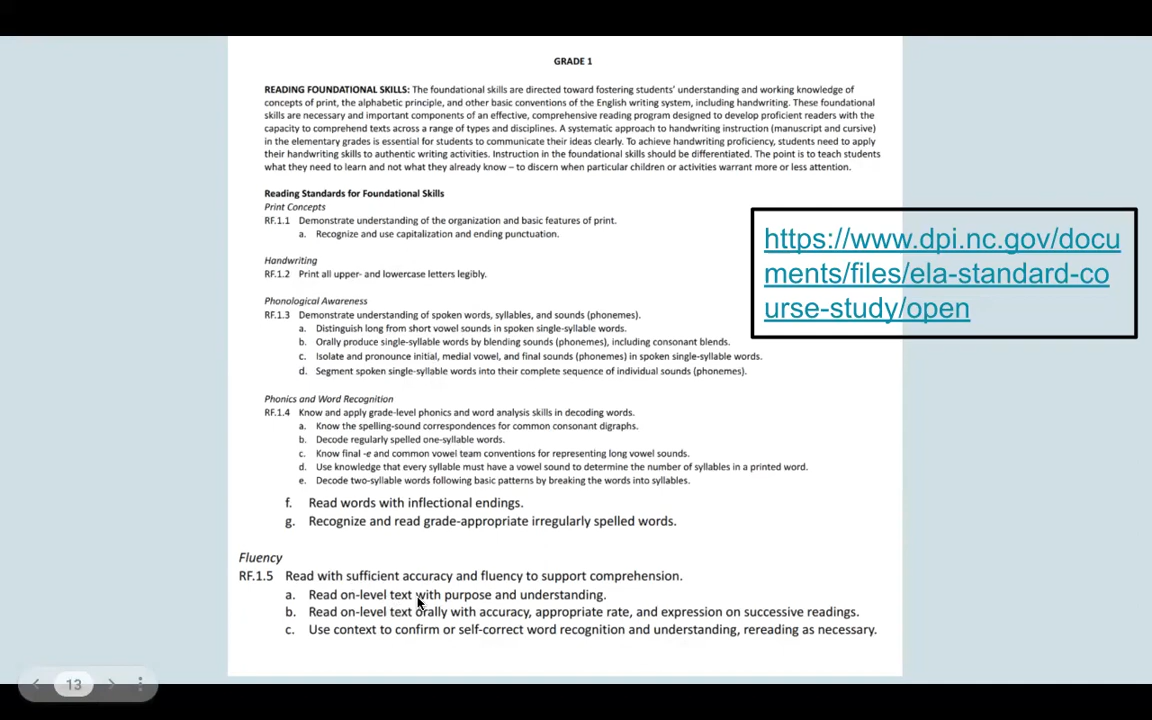 GRADE 1
READING FOUNDATIONAL SKILLS: The foundational skills are directed toward fostering students' understanding and working knowledge of
concepts of print, the alphabetic principle, and other basic conventions of the English writing system, including handwriting. These foundational
skills are necessary and important components of an effective, comprehensive reading program designed to develop proficient readers with the
capacity to comprehend texts across a range of types and disciplines. A systematic approach to handwriting instruction (manuscript and cursive)
in the elementary grades is essential for students to communicate their ideas clearly. To achieve handwriting proficiency, students need to apply
their handwriting skills to authentic writing activities. Instruction in the foundational skills should be differentiated. The point is to teach students
what they need to learn and not what they already know – to discern when particular children or activities warrant more or less attention.
Reading Standards for Foundational Skills
Print Concepts
RF.1.1 Demonstrate understanding of the organization and basic features of print.
a. Recognize and use capitalization and ending punctuation.
Handwriting
RF.1.2 Print all upper- and lowercase letters legibly.
Phonological Awareness
RF.1.3 Demonstrate understanding of spoken words, syllables, and sounds (phonemes).
a. Distinguish long from short vowel sounds in spoken single-syllable words.
b. Orally produce single-syllable words by blending sounds (phonemes), including consonant blends.
c. Isolate and pronounce initial, medial vowel, and final sounds (phonemes) in spoken single-syllable words.
d. Segment spoken single-syllable words into their complete sequence of individual sounds (phonemes).
Phonics and Word Recognition
RF.1.4 Know and apply grade-level phonics and word analysis skills in decoding words.
a. Know the spelling-sound correspondences for common consonant digraphs.
b. Decode regularly spelled one-syllable words.
c. Know final -e and common vowel team conventions for representing long vowel sounds.
d. Use knowledge that every syllable must have a vowel sound to determine the number of syllables in a printed word.
e. Decode two-syllable words following basic patterns by breaking the words into syllables.
f. Read words with inflectional endings.
g. Recognize and read grade-appropriate irregularly spelled words.
Fluency
RF.1.5 Read with sufficient accuracy and fluency to support comprehension.
a. Read on-level text with purpose and understanding.
b. Read on-level text orally with accuracy, appropriate rate, and expression on successive readings.
c. Use context to confirm or self-correct word recognition and understanding, rereading as necessary.
https://www.dpi.nc.gov/docu
ments/files/ela-standard-co
urse-study/open
13